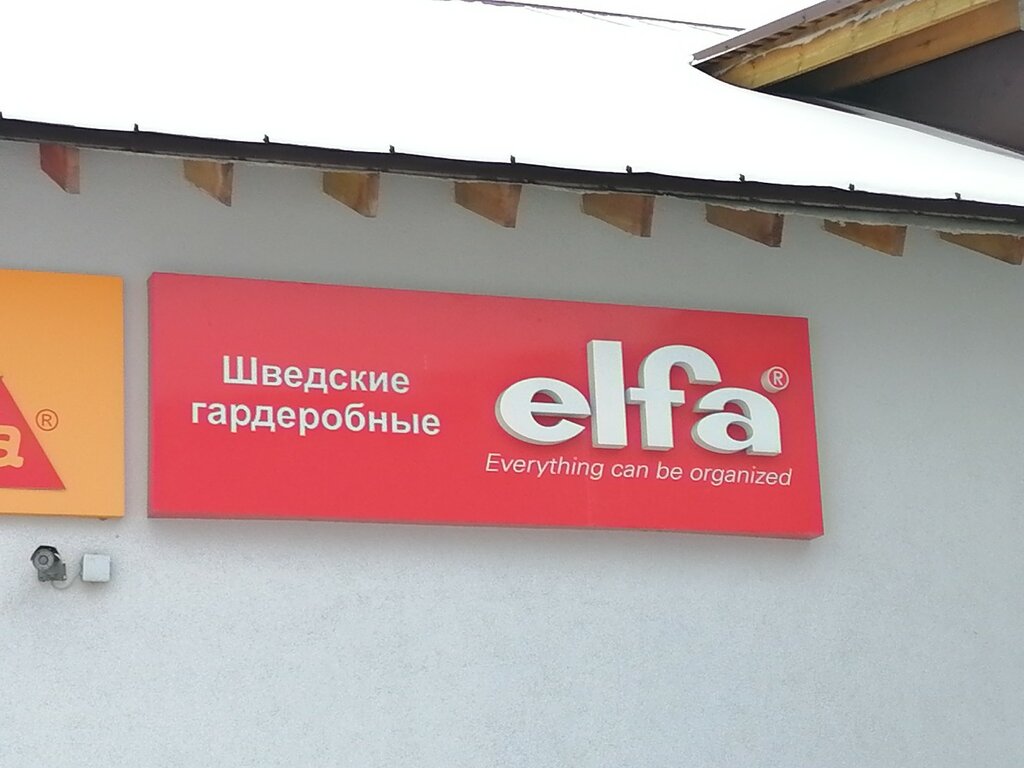 Шведские
гардеробные
elfa®
Everything can be organized
a®